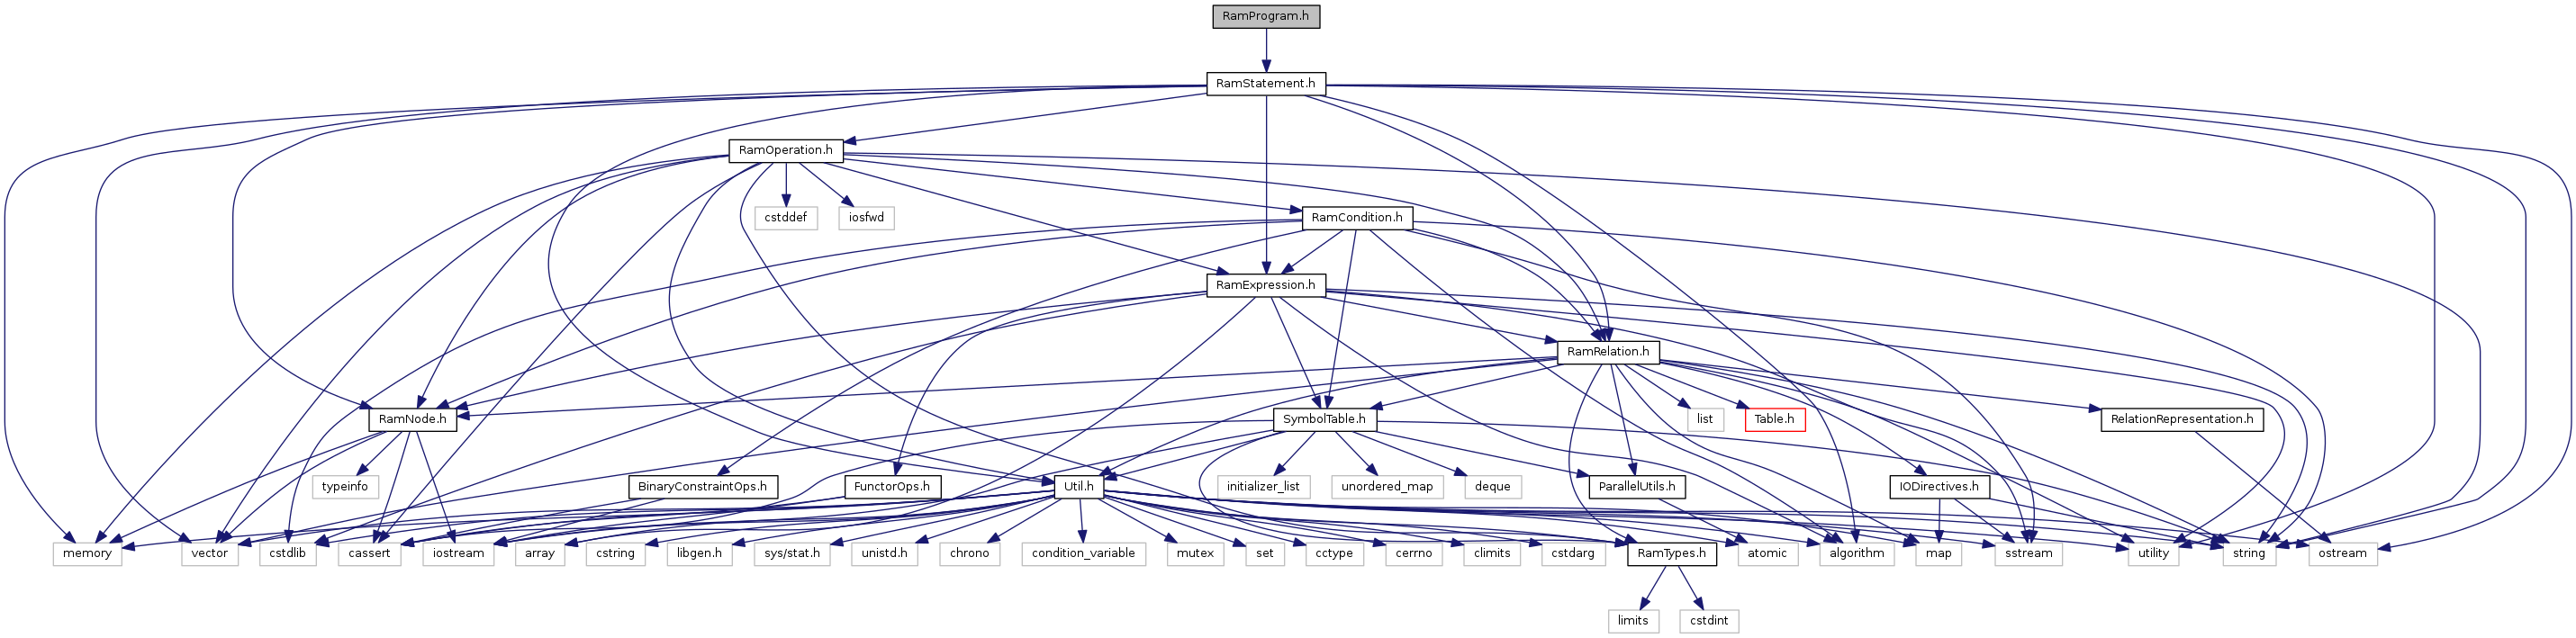 RamProgram.h
RamStatement.h
RamOperation.h
cstddef
iosfwd
RamCondition.h
RamExpression.h
RamRelation.h
RamNode.h
SymbolTable.h
list
Table.h
RelationRepresentation.h
typeinfo
BinaryConstraintOps.h
FunctorOps.h
Util.h
initializer_list
unordered_map
deque
ParallelUtils.h
IODirectives.h
memory
vector
cstdlib
cassert
iostream
array
cstring
libgen.h
sys/stat.h
unistd.h
chrono
condition_variable
mutex
set
cctype
cerrno
climits
cstdarg
RamTypes.h
atomic
algorithm
map
sstream
utility
string
ostream
limits
cstdint